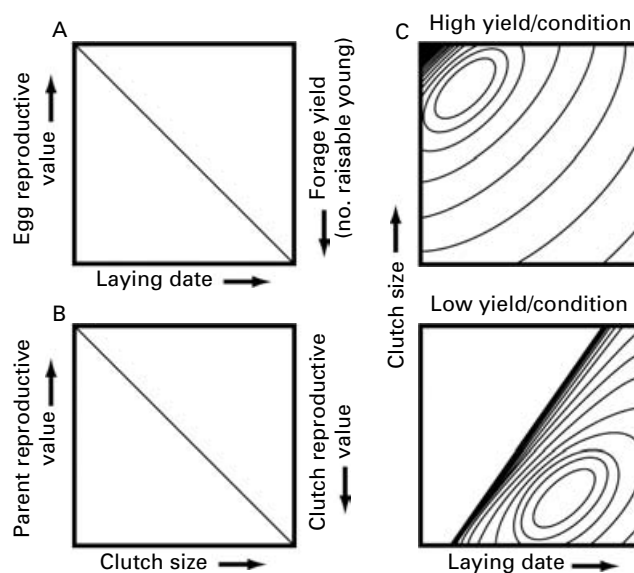 A
Egg reproductive
value
Laying date
Forage yield
(no. raisable young)
B
Parent reproductive
value
Clutch size
Clutch reproductive
value
C
High yield/condition
Clutch size
Low yield/condition
Laying date